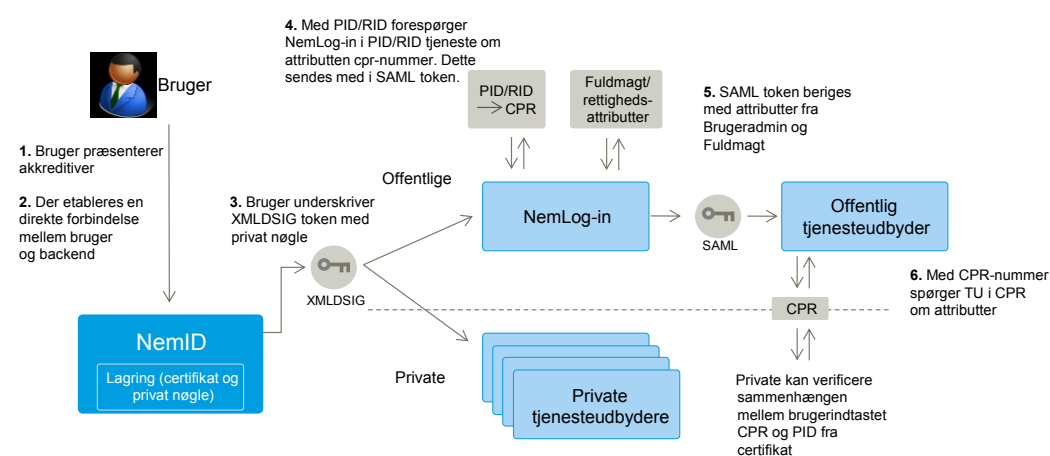 Bruger
1. Bruger præsenterer
akkreditiver
2. Der etableres en
direkte forbindelse
mellem bruger
og backend
NemID
Lagring (certifikat og
privat nøgle)
3. Bruger underskriver
XMLDSIG token med
privat nøgle
XMLDSIG
4. Med PID/RID forespørger
NemLog-in i PID/RID tjeneste om
attributten cpr-nummer. Dette
sendes med i SAML token.
PID/RID
CPR
Fuldmagt/
rettigheds-
attributter
5. SAML token beriges
med attributter fra
Brugeradmin og
Fuldmagt
Offentlige
NemLog-in
SAML
Offentlig
tjenesteudbyder
6. Med CPR-nummer
spørger TU i CPR
om attributter
CPR
Private
Private
tjenesteudbydere
Private kan verificere
sammenhængen
mellem brugerindtastet
CPR og PID fra
certifikat